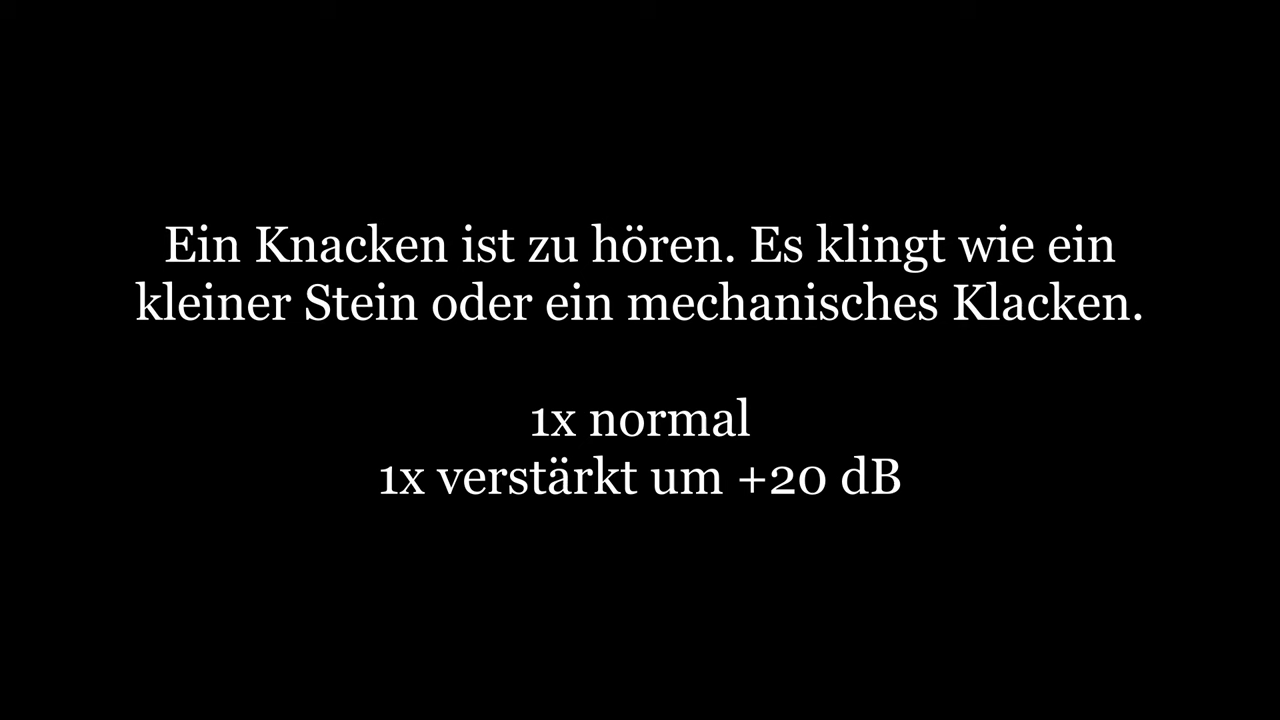 Ein Knacken ist zu hören. Es klingt wie ein
kleiner Stein oder ein mechanisches Klacken.
1x normal
1x verstärkt um +20 dB